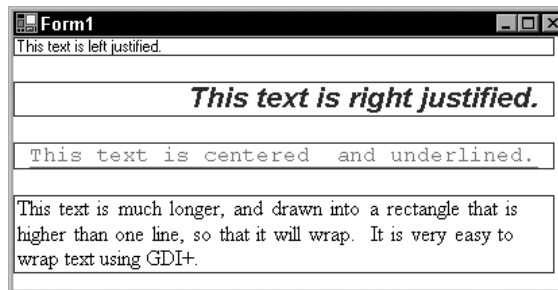 Form1
This text is left justified.
This text is right justified.
This text is centered  and underlined.
This text is much longer, and drawn into a rectangle that is
higher than one line, so that it will wrap.  It is very easy to
wrap text using GDI+.